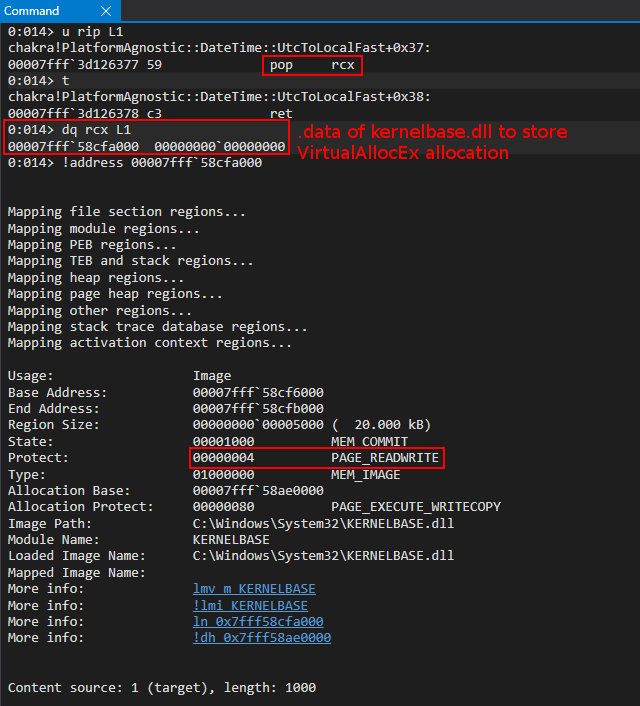 Command X
0:014> u rip L1
chakra!PlatformAgnostic::DateTime::UtcToLocalFast+0x37:
00007fff`3d126377 59 pop rcx
0:014> t
chakra!PlatformAgnostic::DateTime::UtcToLocalFast+0x38:
00007fff`3d126378 c3 ret
0:014> dq rcx L1
00007fff`58cfa000 00000000`00000000
.data of kernelbase.dll to store
VirtualAllocEx allocation
0:014> !address 00007fff`58cfa000
Mapping file section regions...
Mapping module regions...
Mapping PEB regions...
Mapping TEB and stack regions...
Mapping heap regions...
Mapping page heap regions...
Mapping other regions...
Mapping stack trace database regions...
Mapping activation context regions...
Usage: Image
Base Address: 00007fff`58cf6000
End Address: 00007fff`58cfb000
Region Size: 00000000`00005000 ( 20.000 kB)
State: 00001000 MEM_COMMIT
Protect: 00000004 PAGE_READWRITE
Type: 01000000 MEM_IMAGE
Allocation Base: 00007fff`58ae0000
Allocation Protect: 00000080 PAGE_EXECUTE_WRITECOPY
Image Path: C:\Windows\System32\KERNELBASE.dll
Module Name: KERNELBASE
Loaded Image Name: C:\Windows\System32\KERNELBASE.dll
Mapped Image Name:
More info: lmv m KERNELBASE
More info: !lmi KERNELBASE
More info: ln 0x7fff58cfa000
More info: !dh 0x7fff58ae0000
Content source: 1 (target), length: 1000